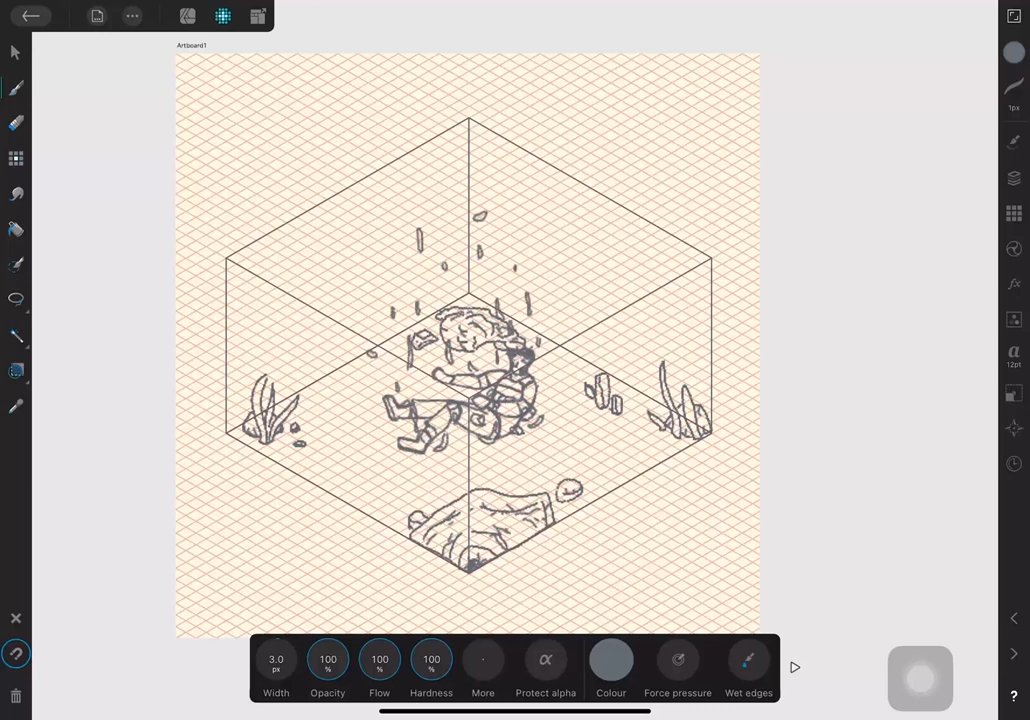 Artboard1
1px
a
12pt
?
3.0
px
100
%
100
%
100
%
α
Width
Opacity
Flow
Hardness
More
Protect alpha
Colour
Force pressure
Wet edges